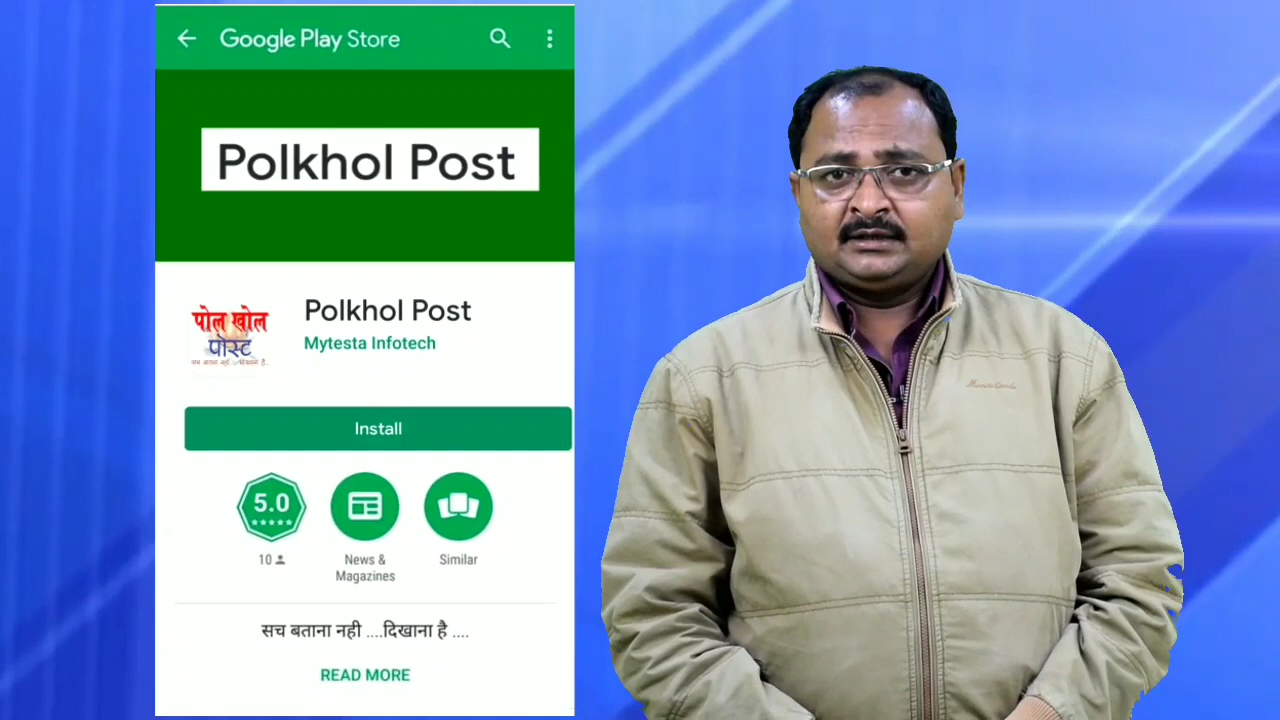 Google Play Store
Polkhol Post
पोल खोल
पोस्ट
Polkhol Post
Mytesta Infotech
Install
5.0
10
News &
Magazines
Similar
सच बताना नही ....दिखाना है ....
READ MORE